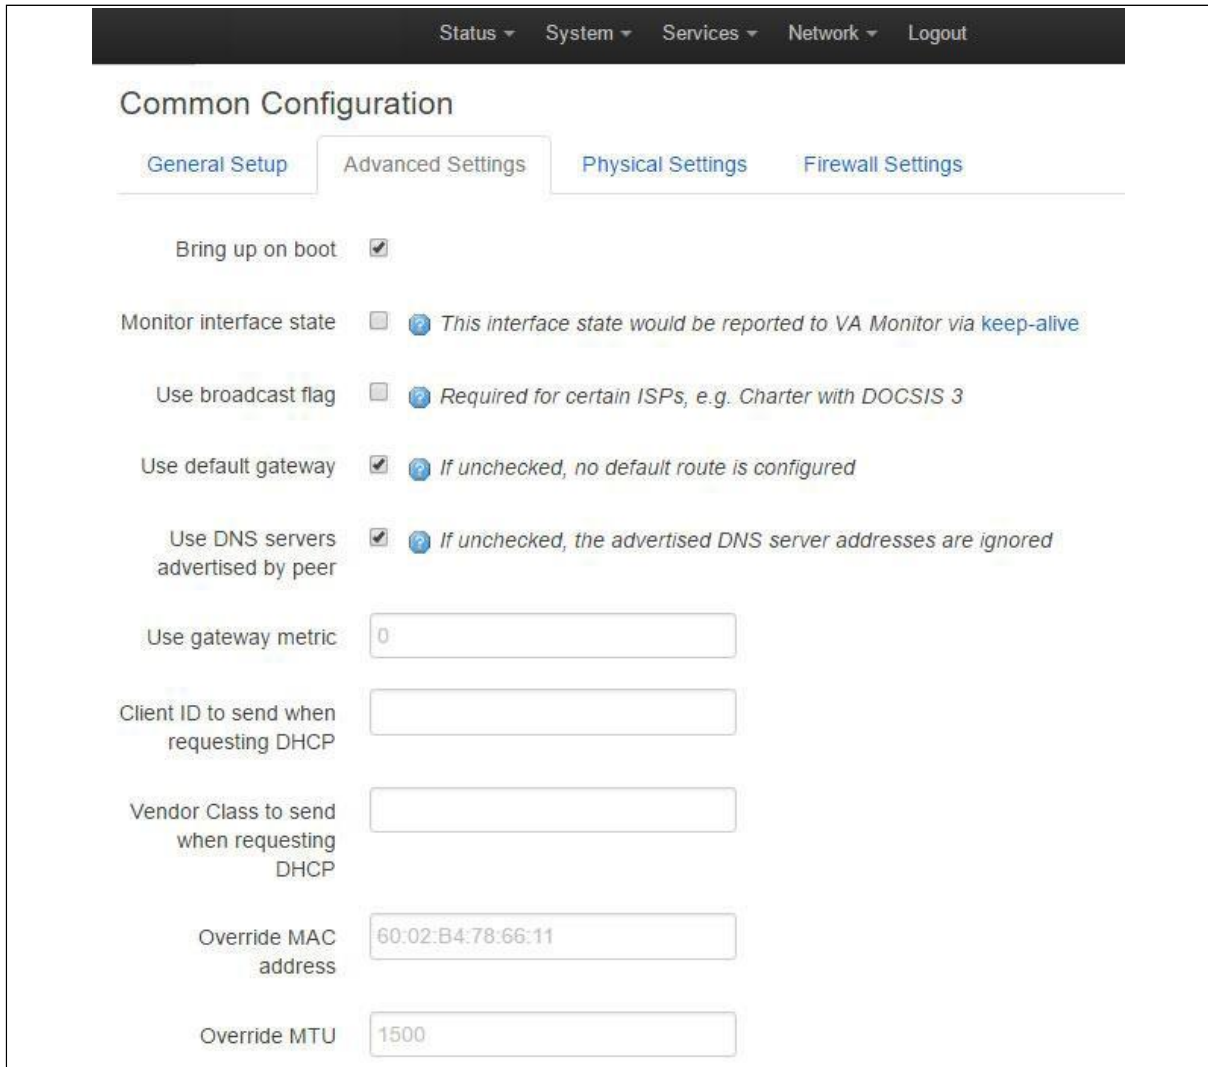 Status System Services Network Logout
Common Configuration
General Setup Advanced Settings Physical Settings Firewall Settings
Bring up on boot
Monitor interface state This interface state would be reported to VA Monitor via keep-alive
Use broadcast flag Required for certain ISPs, e.g. Charter with DOCSIS 3
Use default gateway If unchecked, no default route is configured
Use DNS servers If unchecked, the advertised DNS server addresses are ignored
advertised by peer
Use gateway metric 0
Client ID to send when
requesting DHCP
Vendor Class to send
when requesting
DHCP
Override MAC 60:02:B4:78:66:11
address
Override MTU 1500